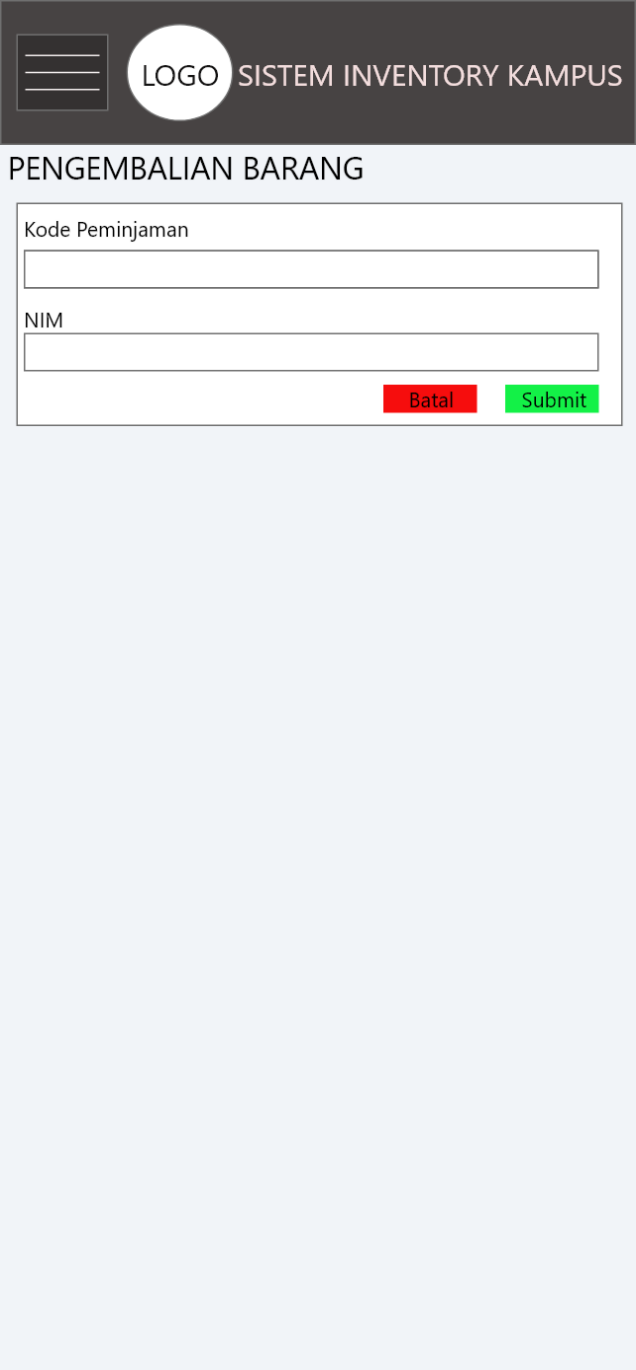 LOGO SISTEM INVENTORY KAMPUS
PENGEMBALIAN BARANG
Kode Peminjaman
NIM
Batal Submit